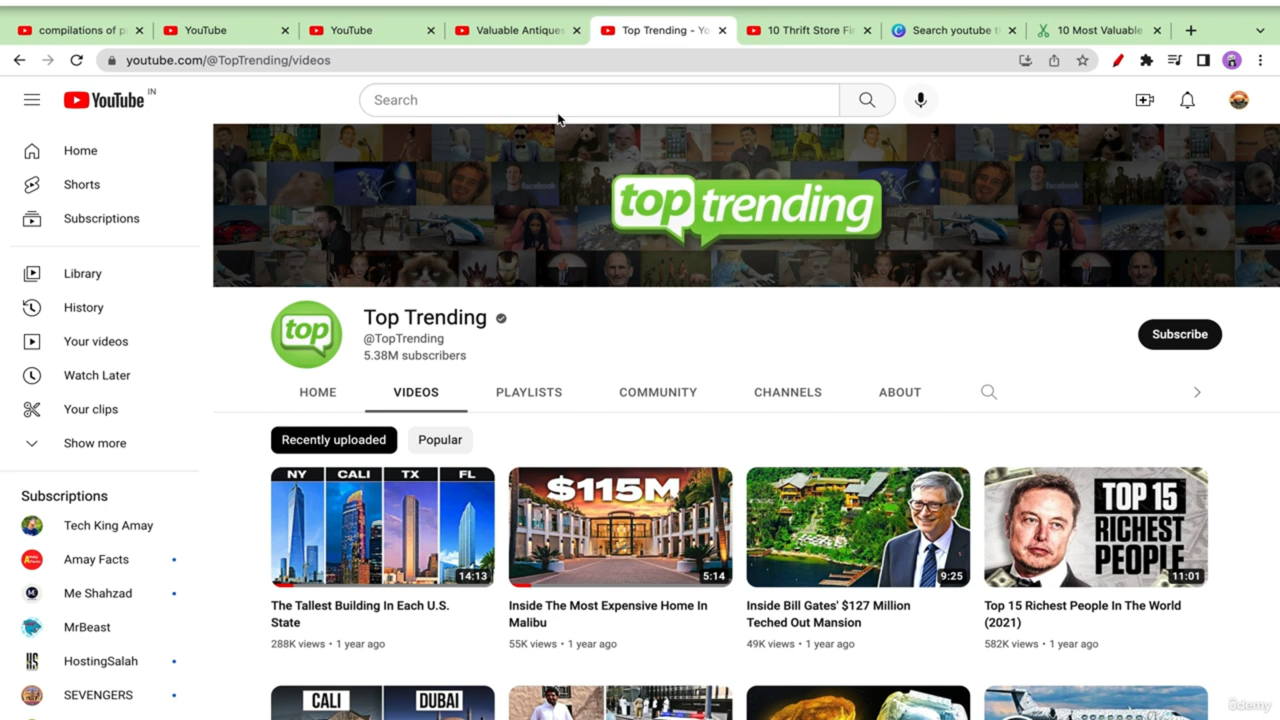 compilations of p
YouTube
YouTube
Valuable Antiques
Top Trending - Yo
10 Thrift Store Fi
Search youtube t
10 Most Valuable
youtube.com/@TopTrending/videos
YouTube
IN
Search
Home
Shorts
Subscriptions
Library
History
Your videos
Watch Later
Your clips
Show more
Subscriptions
Tech King Amay
Amay Facts
Me Shahzad
MrBeast
HostingSalah
SEVENGERS
top trending
top
Top Trending
@TopTrending
5.38M subscribers
Subscribe
HOME
VIDEOS
PLAYLISTS
COMMUNITY
CHANNELS
ABOUT
Recently uploaded
Popular
NY CALI TX FL
14:13
$115M
5:14
9:25
TOP 15
RICHEST
PEOPLE
11:01
The Tallest Building In Each U.S.
State
288K views • 1 year ago
Inside The Most Expensive Home In
Malibu
55K views • 1 year ago
Inside Bill Gates' $127 Million
Teched Out Mansion
49K views • 1 year ago
Top 15 Richest People In The World
(2021)
582K views • 1 year ago
CALI DUBAI
ûdemy